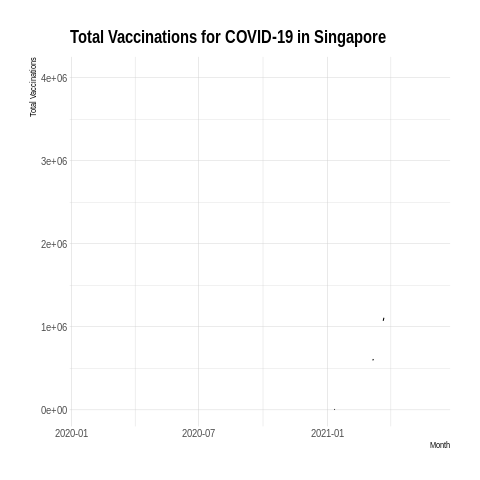 Total Vaccinations for COVID-19 in Singapore
Total Vaccinations
4e+06
3e+06
2e+06
1e+06
0e+00
2020-01 2020-07 2021-01
Month